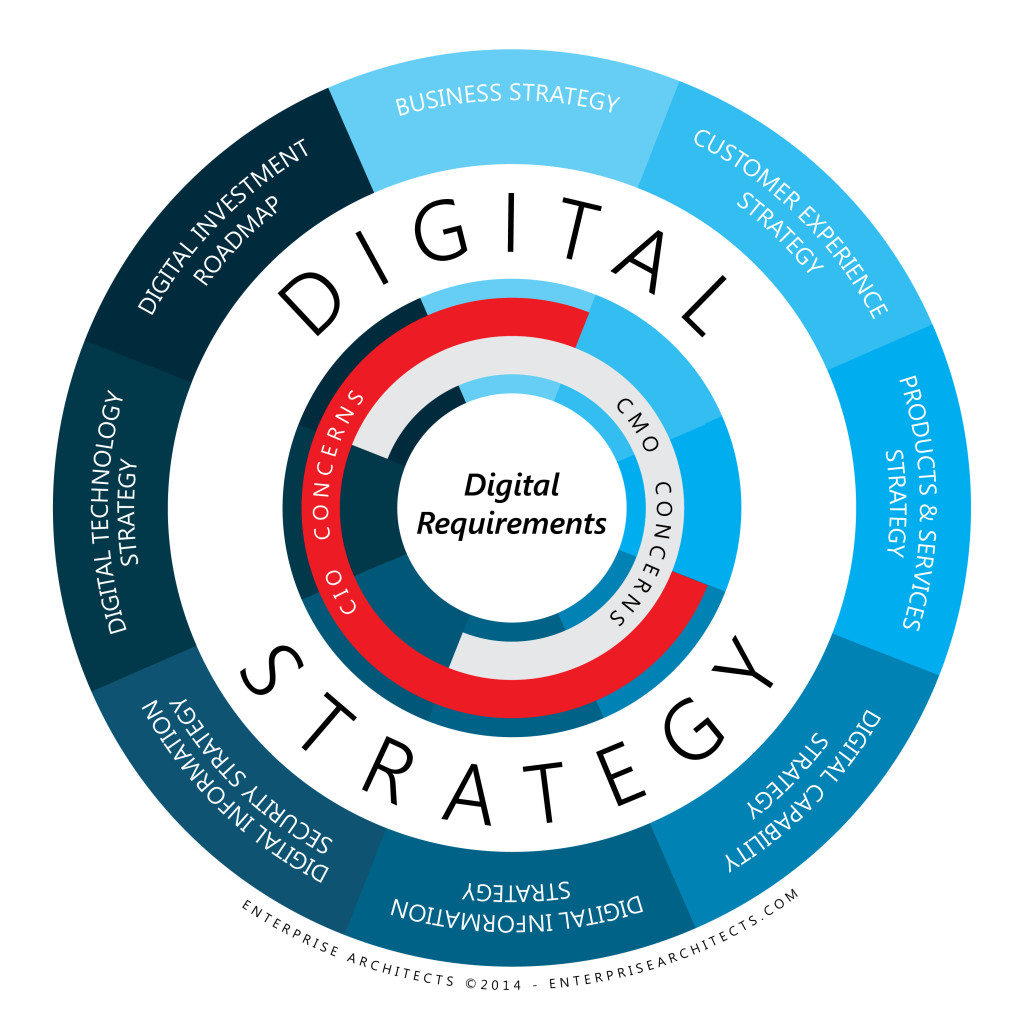 BUSINESS STRATEGY
CUSTOMER EXPERIENCE
STRATEGY
PRODUCTS & SERVICES
STRATEGY
DIGITAL CAPABILITY
STRATEGY
DIGITAL INFORMATION
STRATEGY
DIGITAL INFORMATION
SECURITY STRATEGY
DIGITAL TECHNOLOGY
STRATEGY
DIGITAL INVESTMENT
ROADMAP
DIGITAL
STRATEGY
CIO CONCERNS
CMO CONCERNS
Digital
Requirements
ENTERPRISE ARCHITECTS ©2014 - ENTERPRISEARCHITECTS.COM